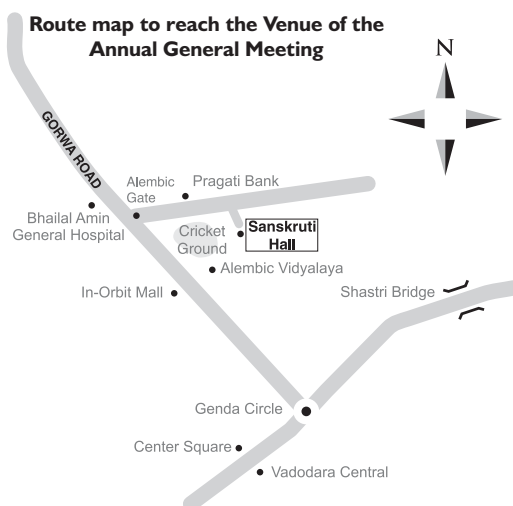 Route map to reach the Venue of the
Annual General Meeting
N
GORWA ROAD
Alembic
Gate
Pragati Bank
Bhailal Amin
General Hospital
Cricket
Ground
Sanskruti
Hall
Alembic Vidyalaya
In-Orbit Mall
Shastri Bridge
Genda Circle
Center Square
Vadodara Central